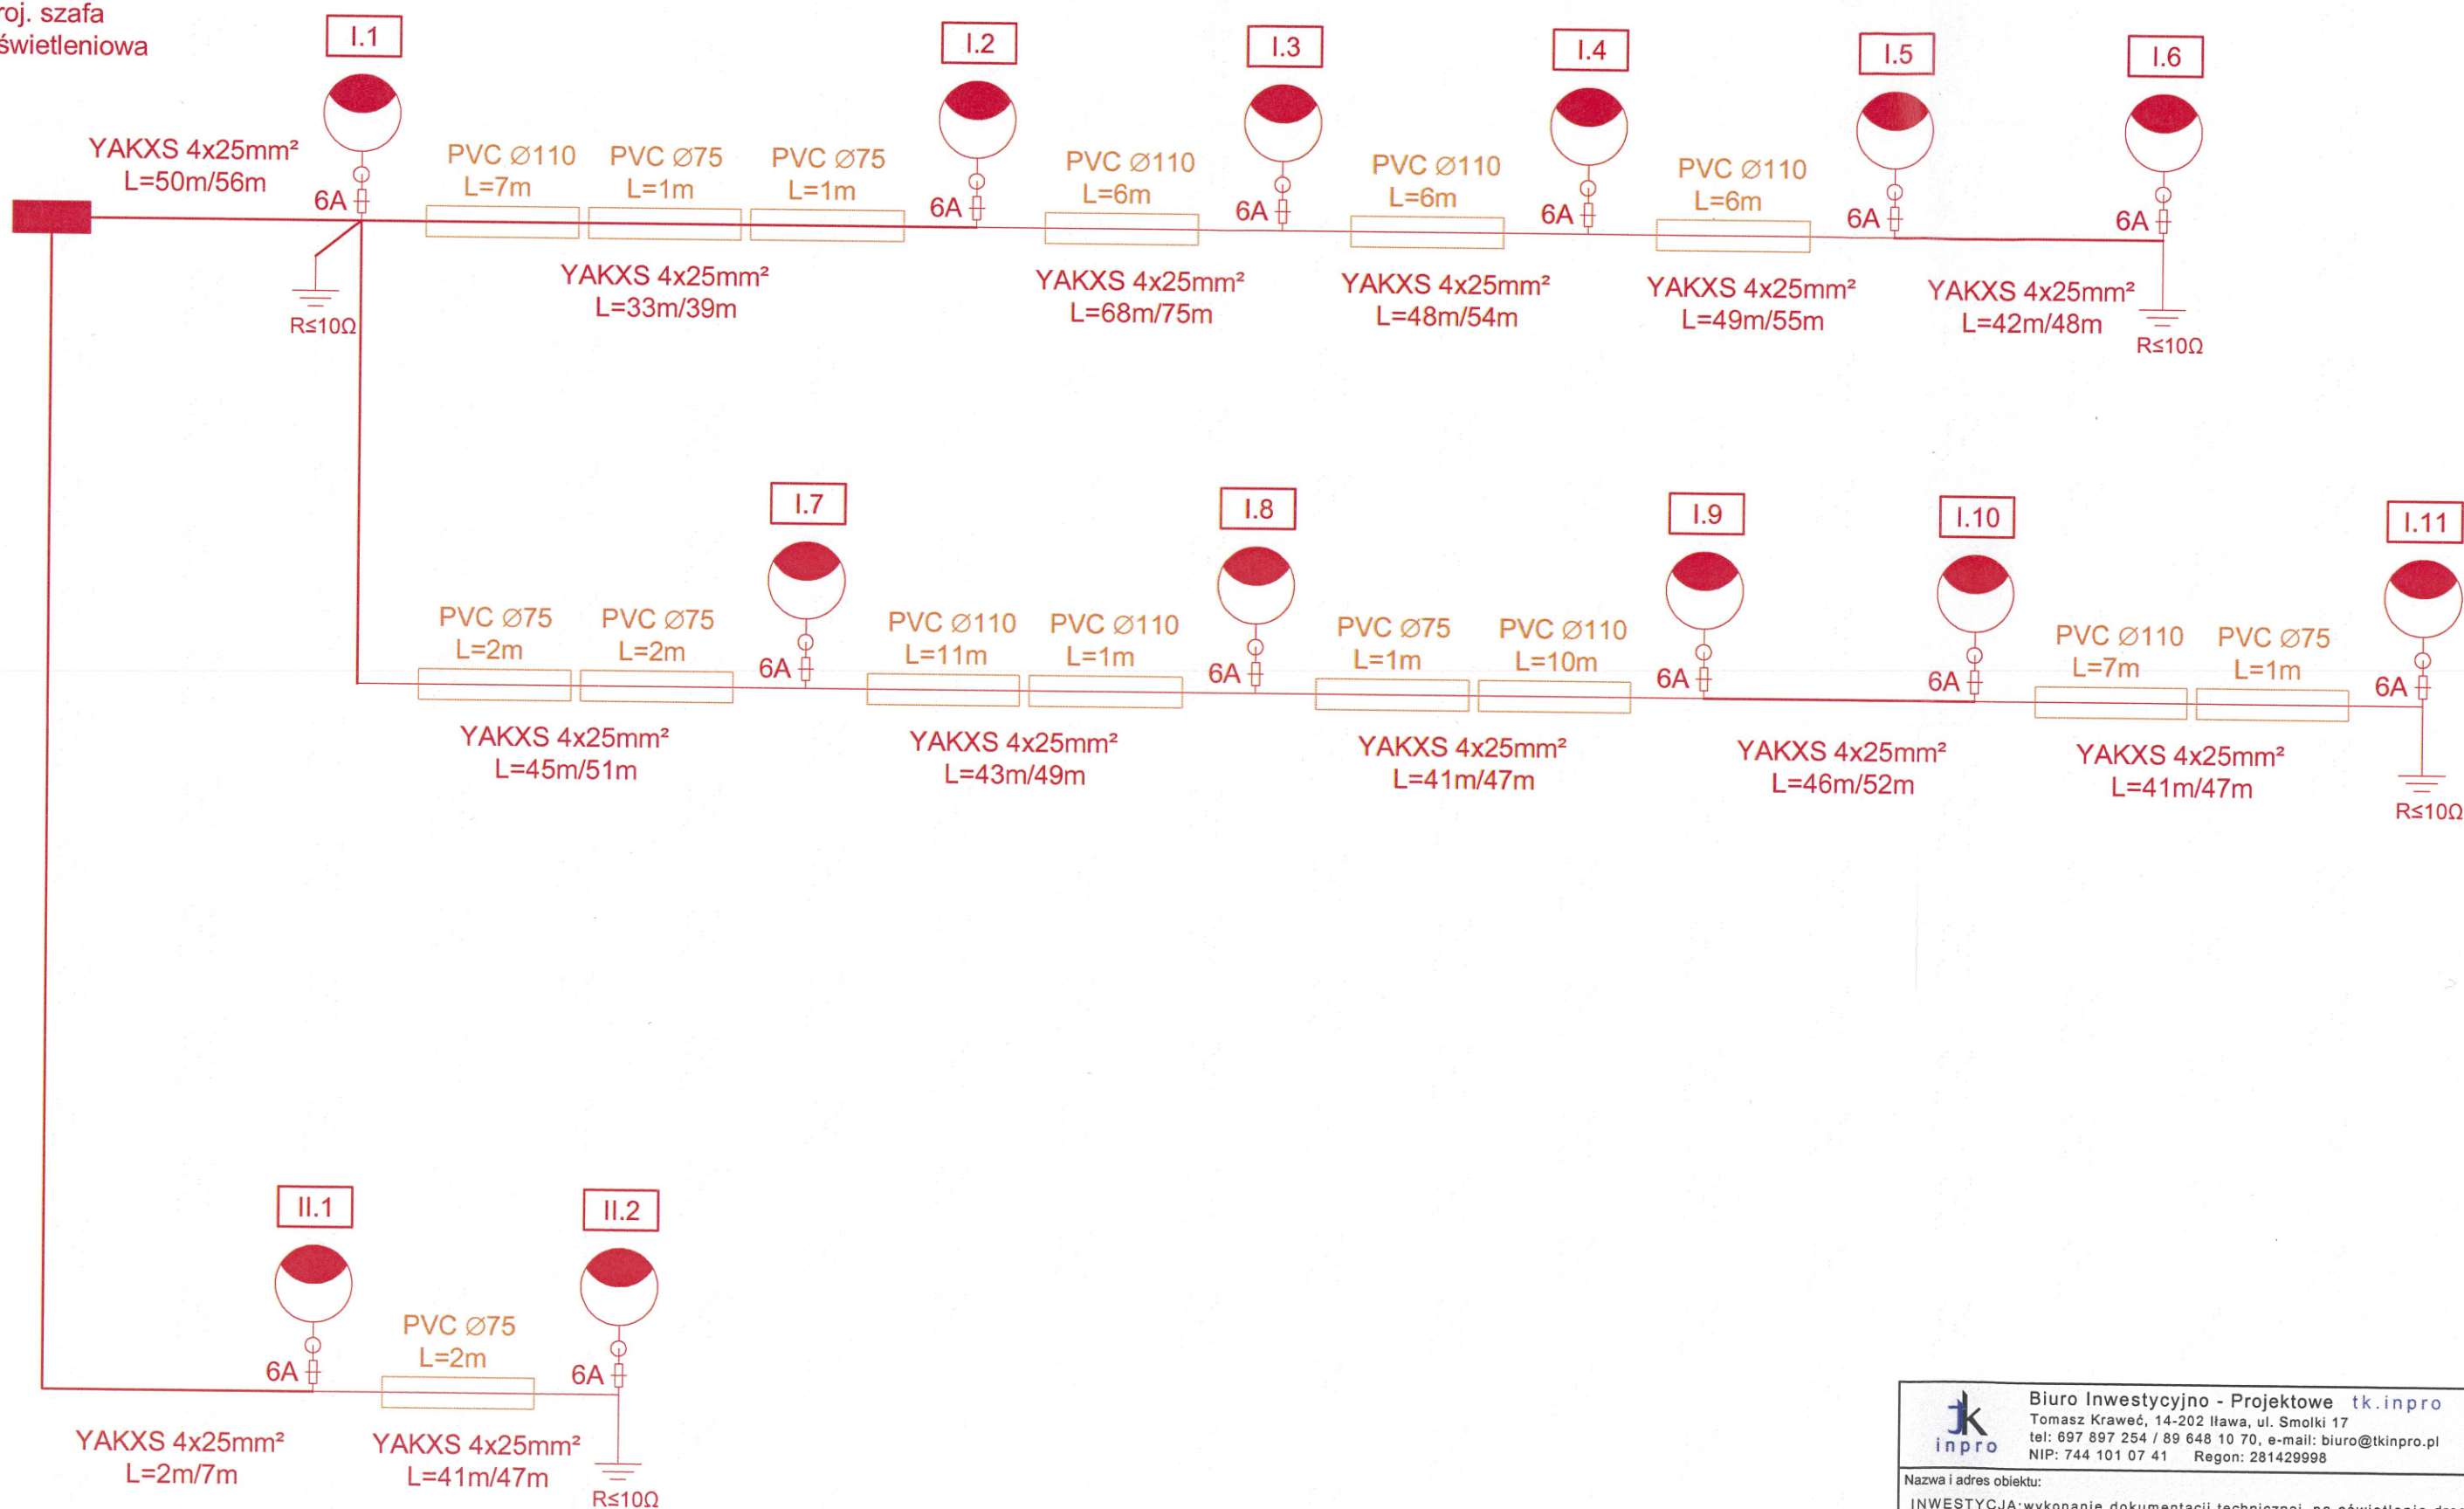 roj. szafa
świetleniowa
I.1
I.2
I.3
I.4
I.5
I.6
YAKXS 4x25mm²
L=50m/56m
6A
PVC Ø110
L=7m
PVC Ø75
L=1m
PVC Ø75
L=1m
6A
PVC Ø110
L=6m
6A
PVC Ø110
L=6m
6A
PVC Ø110
L=6m
6A
6A
R≤10Ω
YAKXS 4x25mm²
L=33m/39m
YAKXS 4x25mm²
L=68m/75m
YAKXS 4x25mm²
L=48m/54m
YAKXS 4x25mm²
L=49m/55m
YAKXS 4x25mm²
L=42m/48m
R≤10Ω
I.7
I.8
I.9
I.10
I.11
PVC Ø75
L=2m
PVC Ø75
L=2m
6A
PVC Ø110
L=11m
PVC Ø110
L=1m
6A
PVC Ø75
L=1m
PVC Ø110
L=10m
6A
6A
PVC Ø110
L=7m
PVC Ø75
L=1m
6A
YAKXS 4x25mm²
L=45m/51m
YAKXS 4x25mm²
L=43m/49m
YAKXS 4x25mm²
L=41m/47m
YAKXS 4x25mm²
L=46m/52m
YAKXS 4x25mm²
L=41m/47m
R≤10Ω
II.1
II.2
6A
PVC Ø75
L=2m
6A
YAKXS 4x25mm²
L=2m/7m
YAKXS 4x25mm²
L=41m/47m
R≤10Ω
tk
inpro
Biuro Inwestycyjno - Projektowe tk.inpro
Tomasz Kraweć, 14-202 Iława, ul. Smolki 17
tel: 697 897 254 / 89 648 10 70, e-mail: biuro@tkinpro.pl
NIP: 744 101 07 41 Regon: 281429998
Nazwa i adres obiektu:
INWESTYCJA: wykonanie dokumentacji technicznej na oświetlenie